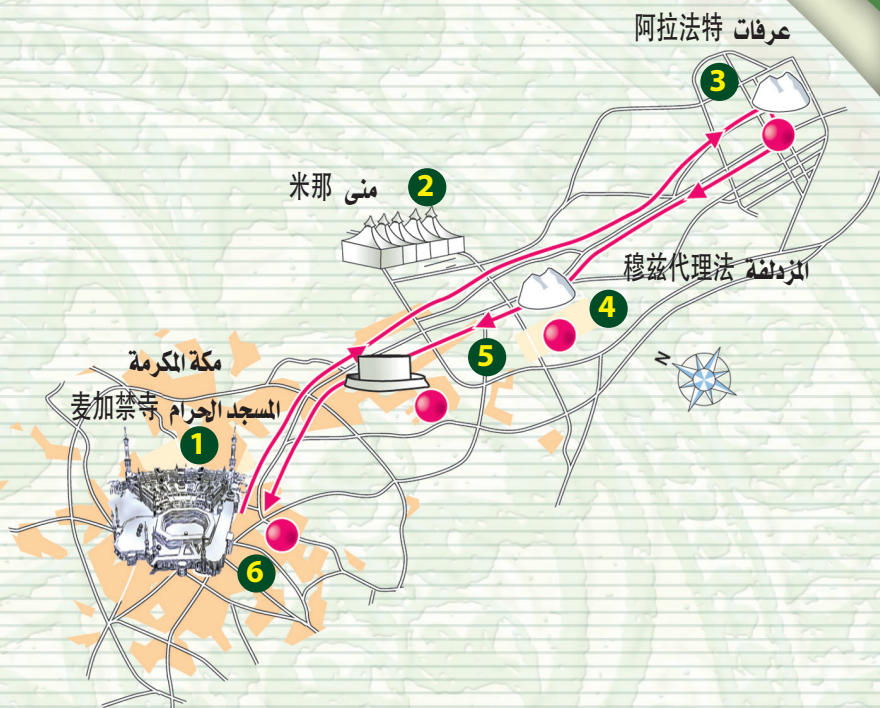 阿拉法特 عرفات
3
米那 منى 2
穆兹代理法 المزدلفة
4
5
N
مكة المكرمة
麦加禁寺 المسجد الحرام
1
6